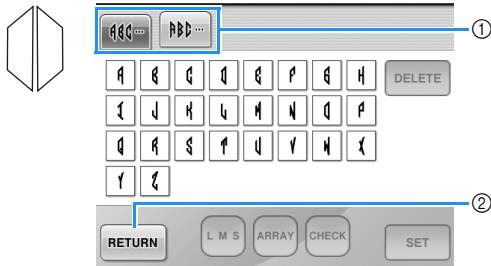 ABC... ABC... ①
A B C D E F G H DELETE
I J K L M N O P
Q R S T U V W X
Y Z ②
RETURN L M S ARRAY CHECK SET